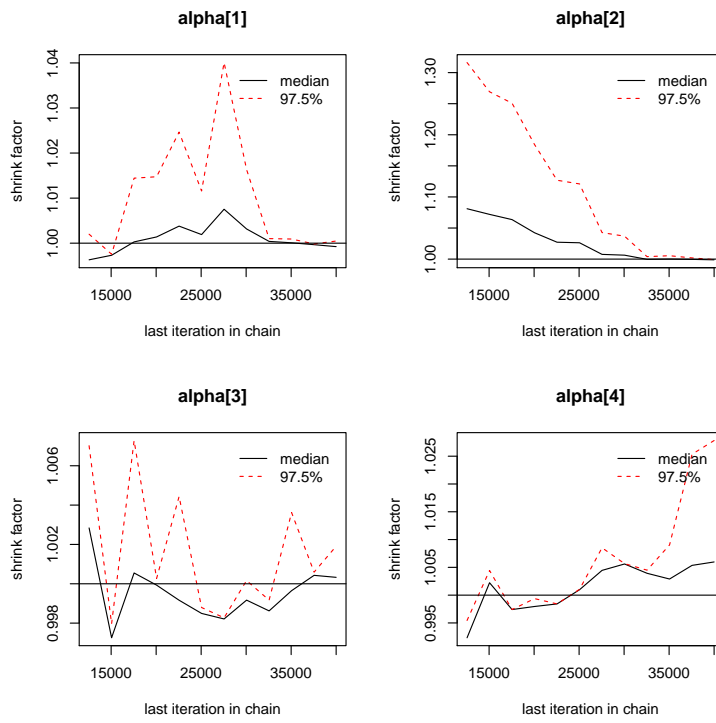 alpha[1]
shrink factor
1.00 1.01 1.02 1.03 1.04
median
97.5%
15000 25000 35000
last iteration in chain
alpha[2]
shrink factor
1.00 1.10 1.20 1.30
median
97.5%
15000 25000 35000
last iteration in chain
alpha[3]
shrink factor
0.998 1.002 1.006
median
97.5%
15000 25000 35000
last iteration in chain
alpha[4]
shrink factor
0.995 1.005 1.015 1.025
median
97.5%
15000 25000 35000
last iteration in chain